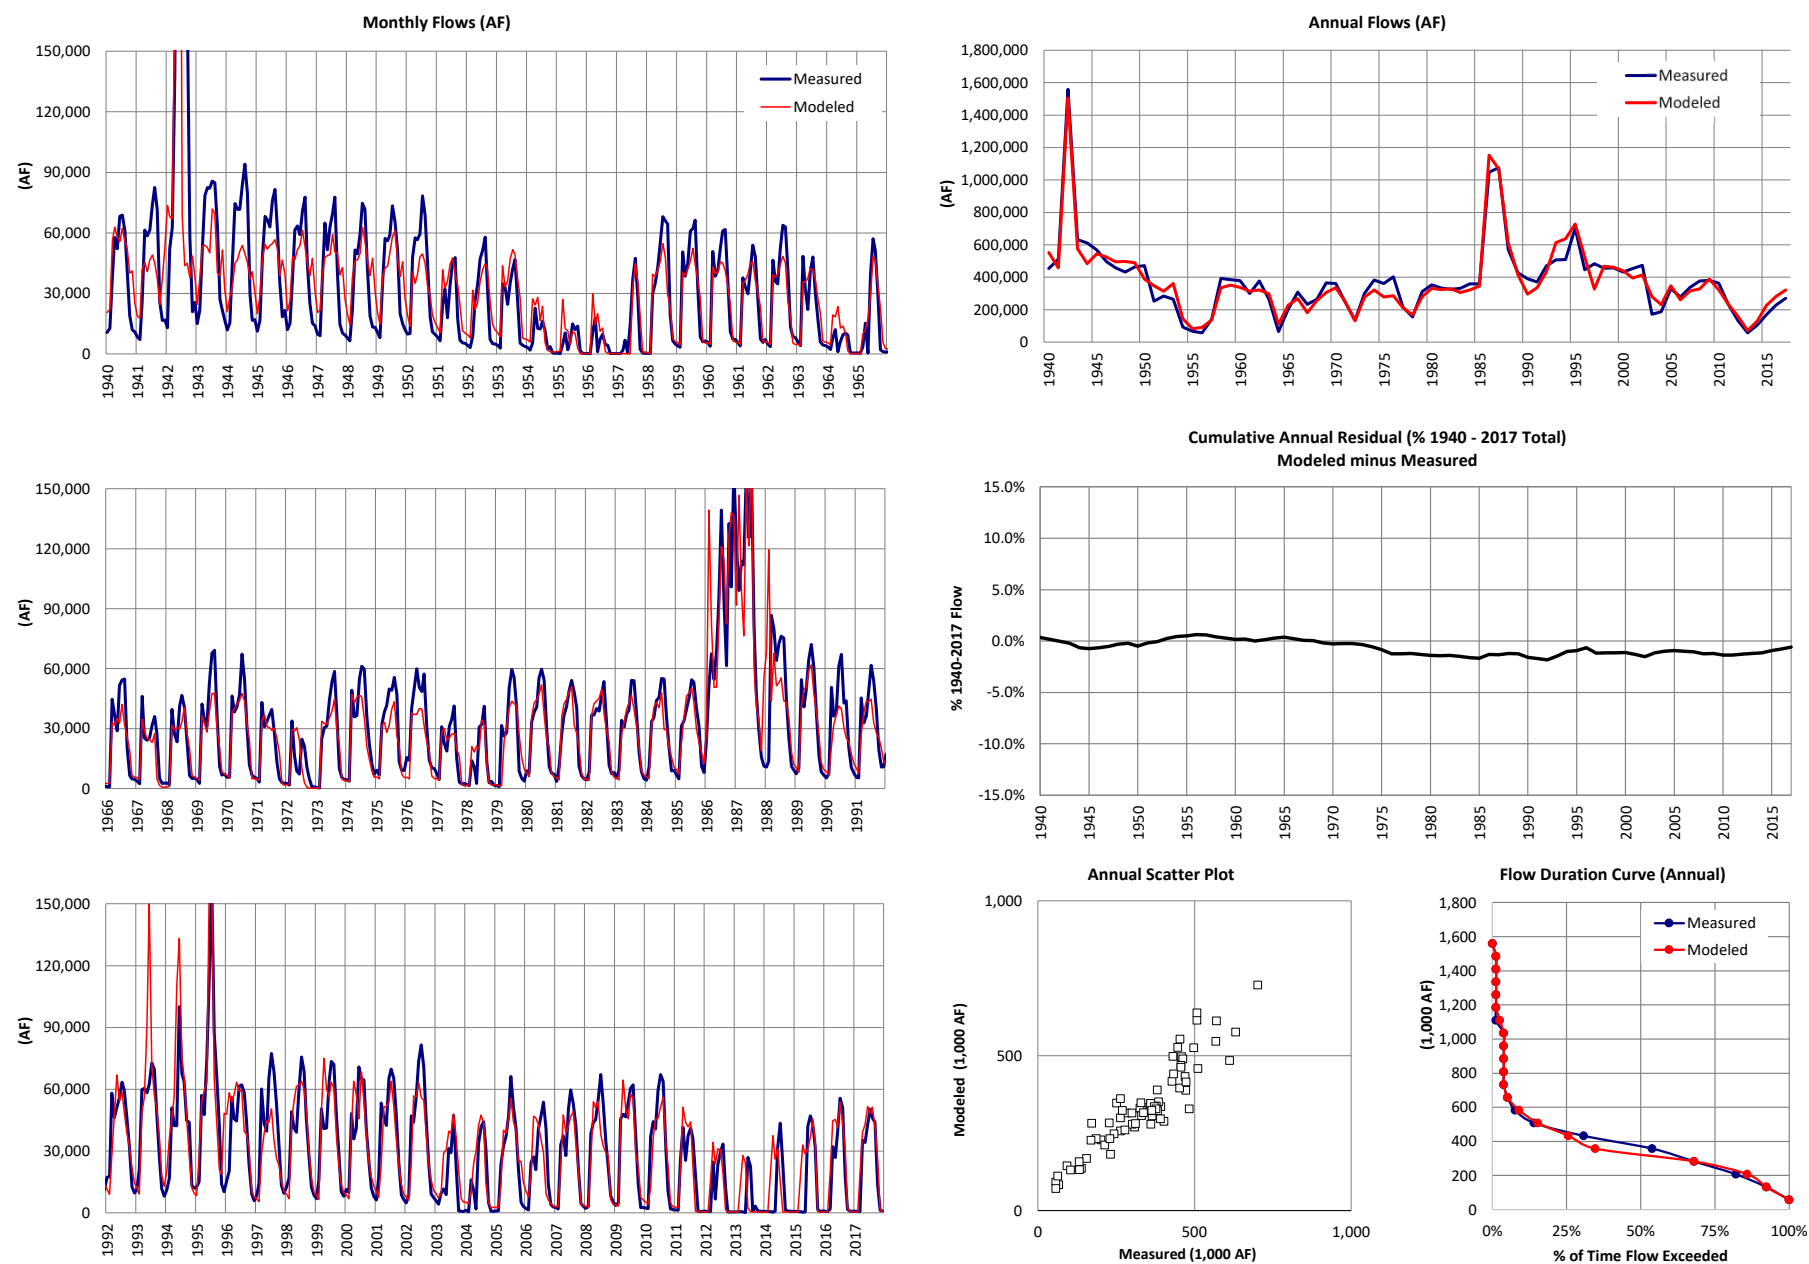 Monthly Flows (AF)
150,000
120,000
90,000
60,000
30,000
0
(AF)
Measured
Modeled
1940 1941 1942 1943 1944 1945 1946 1947 1948 1949 1950 1951 1952 1953 1954 1955 1956 1957 1958 1959 1960 1961 1962 1963 1964 1965
Annual Flows (AF)
1,800,000
1,600,000
1,400,000
1,200,000
1,000,000
800,000
600,000
400,000
200,000
0
(AF)
Measured
Modeled
1940 1945 1950 1955 1960 1965 1970 1975 1980 1985 1990 1995 2000 2005 2010 2015
150,000
120,000
90,000
60,000
30,000
0
(AF)
1966 1967 1968 1969 1970 1971 1972 1973 1974 1975 1976 1977 1978 1979 1980 1981 1982 1983 1984 1985 1986 1987 1988 1989 1990 1991
Cumulative Annual Residual (% 1940 - 2017 Total)
Modeled minus Measured
15.0%
10.0%
5.0%
0.0%
-5.0%
-10.0%
-15.0%
% 1940-2017 Flow
1940 1945 1950 1955 1960 1965 1970 1975 1980 1985 1990 1995 2000 2005 2010 2015
150,000
120,000
90,000
60,000
30,000
0
(AF)
1992 1993 1994 1995 1996 1997 1998 1999 2000 2001 2002 2003 2004 2005 2006 2007 2008 2009 2010 2011 2012 2013 2014 2015 2016 2017
Annual Scatter Plot
1,000
500
0
Modeled (1,000 AF)
0 500 1,000
Measured (1,000 AF)
Flow Duration Curve (Annual)
1,800
1,600
1,400
1,200
1,000
800
600
400
200
0
(1,000 AF)
Measured
Modeled
0% 25% 50% 75% 100%
% of Time Flow Exceeded